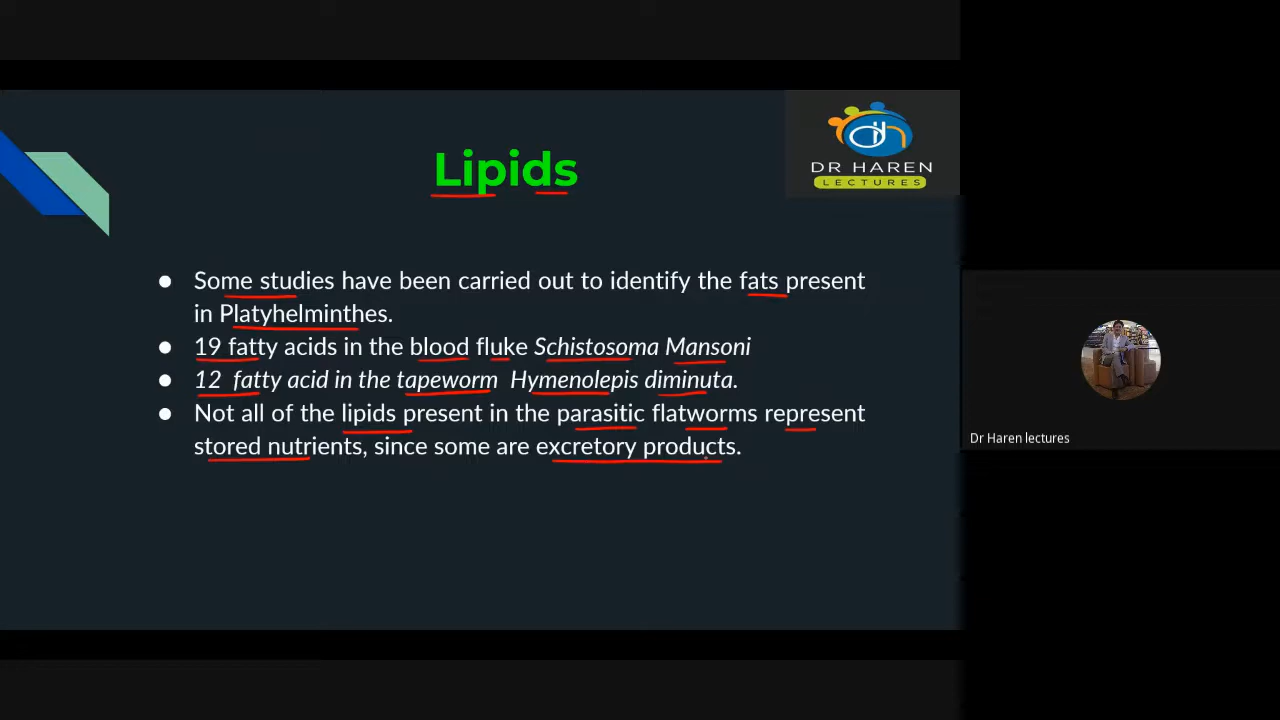 DR HAREN
LECTURES
Lipids
● Some studies have been carried out to identify the fats present
in Platyhelminthes.
● 19 fatty acids in the blood fluke Schistosoma Mansoni
● 12 fatty acid in the tapeworm Hymenolepis diminuta.
● Not all of the lipids present in the parasitic flatworms represent
stored nutrients, since some are excretory products.
Dr Haren lectures